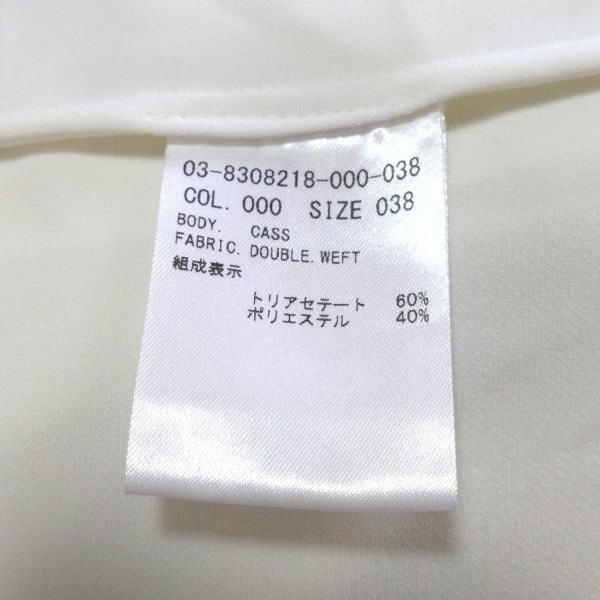 03-8308218-000-038
COL. 000 SIZE 038
BODY. CASS
FABRIC. DOUBLE. WEFT
組成表示
トリアセテート 60%
ポリエステル 40%